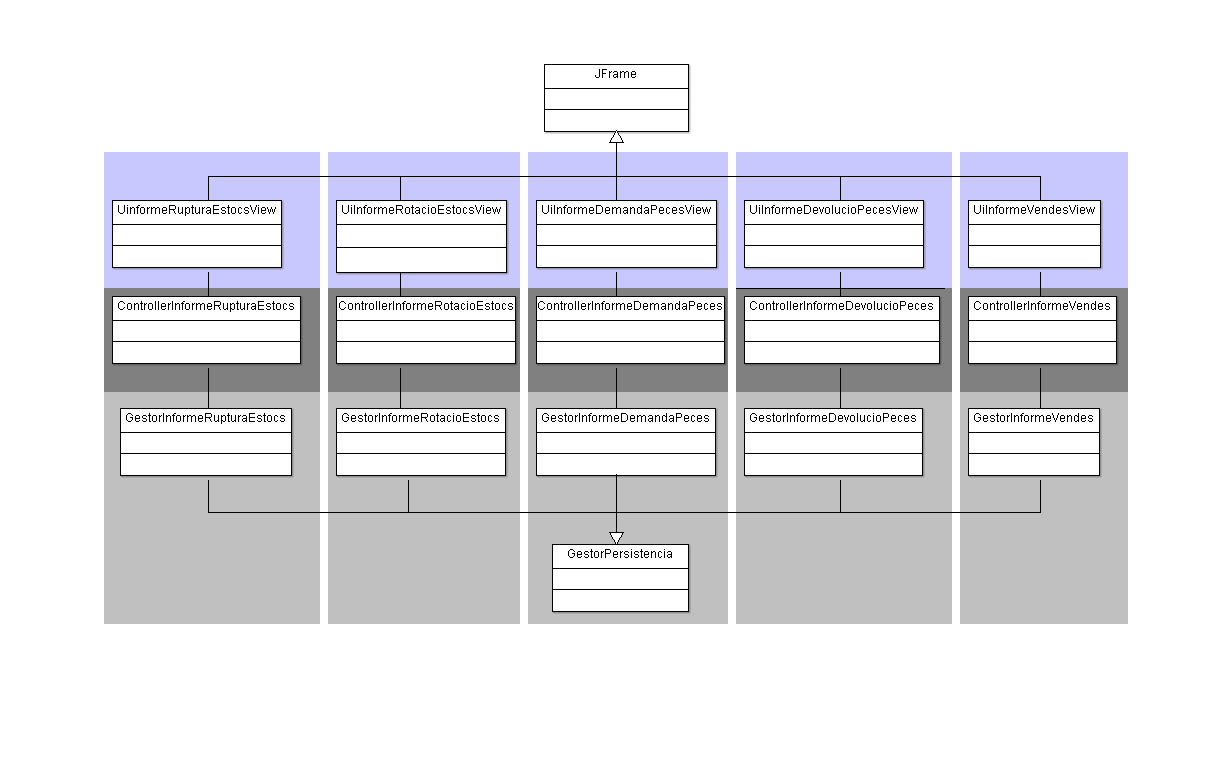 JFrame
UinformeRupturaEstocsView
UiInformeRotacioEstocsView
UiInformeDemandaPecesView
UiInformeDevolucioPecesView
UiInformeVendesView
ControllerInformeRupturaEstocs
ControllerInformeRotacioEstocs
ControllerInformeDemandaPeces
ControllerInformeDevolucioPeces
ControllerInformeVendes
GestorInformeRupturaEstocs
GestorInformeRotacioEstocs
GestorInformeDemandaPeces
GestorInformeDevolucioPeces
GestorInformeVendes
GestorPersistencia